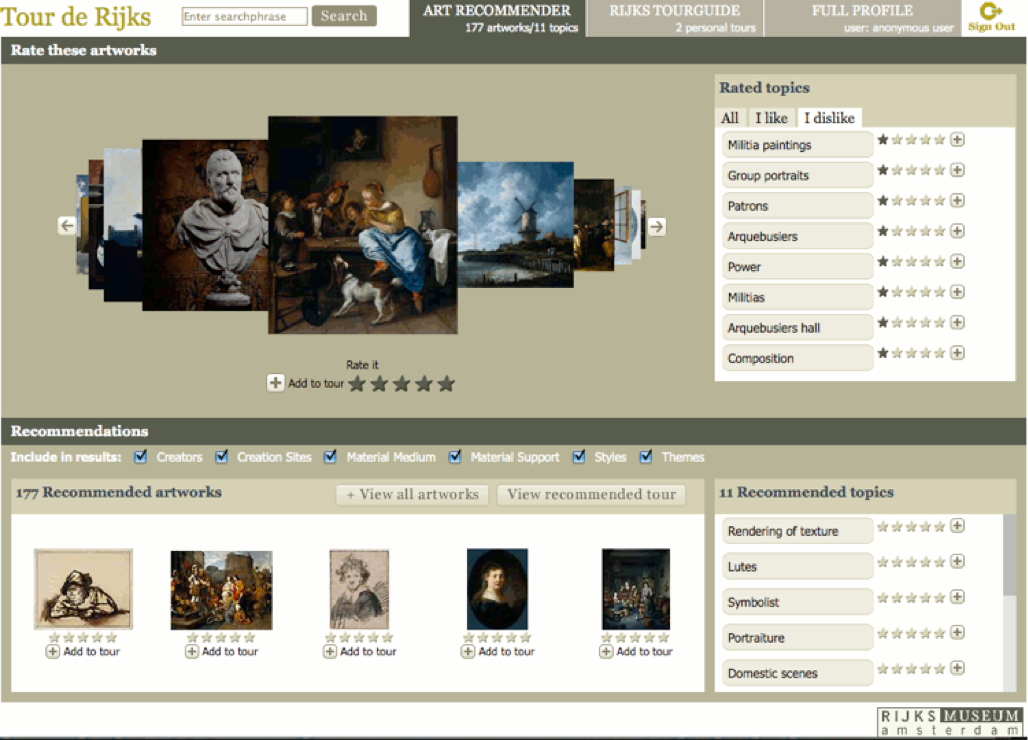 Tour de Rijks
Enter searchphrase
Search
ART RECOMMENDER
177 artworks/11 topics
RIJKS TOURGUIDE
2 personal tours
FULL PROFILE
user: anonymous user
Sign Out
Rate these artworks
Rate it
Add to tour
Rated topics
All I like I dislike
Militia paintings
Group portraits
Patrons
Arquebusiers
Power
Militias
Arquebusiers hall
Composition
Recommendations
Include in results: Creators Creation Sites Material Medium Material Support Styles Themes
177 Recommended artworks
+ View all artworks
View recommended tour
Add to tour Add to tour Add to tour Add to tour Add to tour
11 Recommended topics
Rendering of texture
Lutes
Symbolist
Portraiture
Domestic scenes
RIJKSMUSEUM
amsterdam